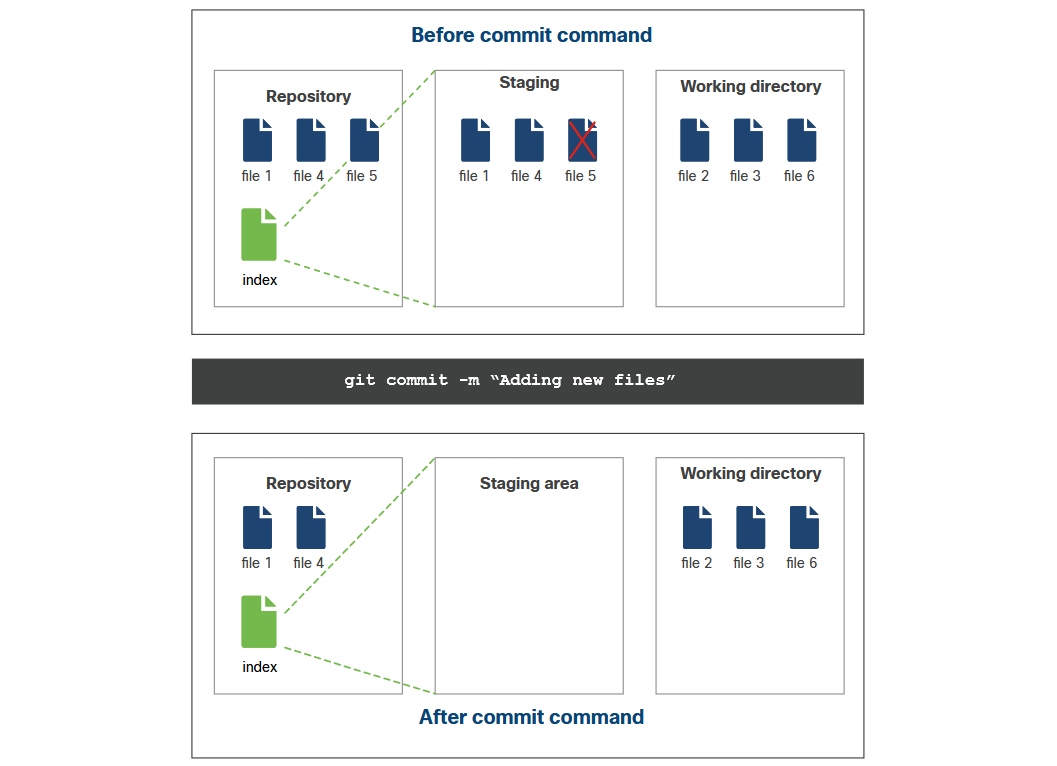 Before commit command
Repository
Staging
Working directory
file 1
file 4
file 5
file 1
file 4
file 5
file 2
file 3
file 6
index
git commit -m “Adding new files”
Repository
Staging area
Working directory
file 1
file 4
file 2
file 3
file 6
index
After commit command